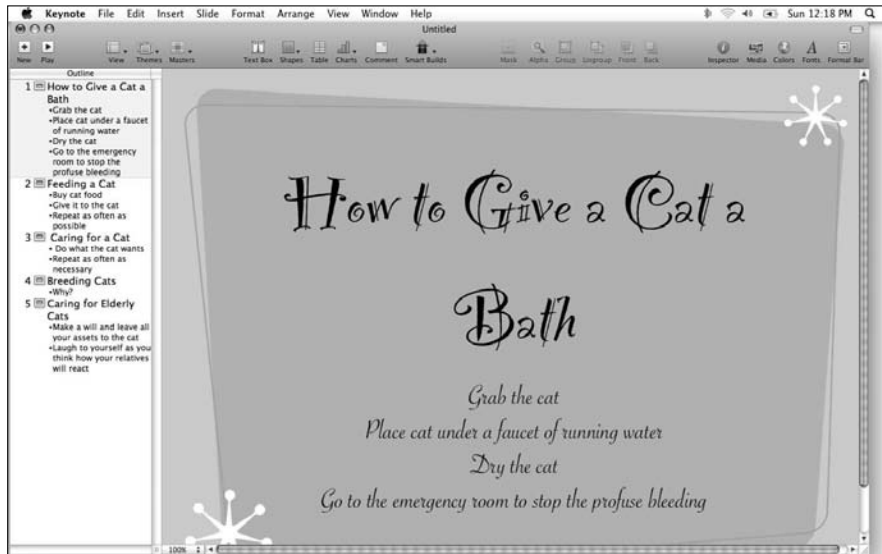 Keynote File Edit Insert Slide Format Arrange View Window Help Sun 12:18 PM
Untitled
New Play View Themes Masters Text Box Shapes Table Charts Comment Smart Builds Mask Alpha Group Ungroup Front Back Inspector Media Colors Fonts Format Bar
Outline
1 How to Give a Cat a
Bath
•Grab the cat
•Place cat under a faucet
of running water
•Dry the cat
•Go to the emergency
room to stop the
profuse bleeding
2 Feeding a Cat
•Buy cat food
•Give it to the cat
•Repeat as often as
possible
3 Caring for a Cat
• Do what the cat wants
•Repeat as often as
necessary
4 Breeding Cats
•Why?
5 Caring for Elderly
Cats
•Make a will and leave all
your assets to the cat
•Laugh to yourself as you
think how your relatives
will react
How to Give a Cat a
Bath
Grab the cat
Place cat under a faucet of running water
Dry the cat
Go to the emergency room to stop the profuse bleeding
100%